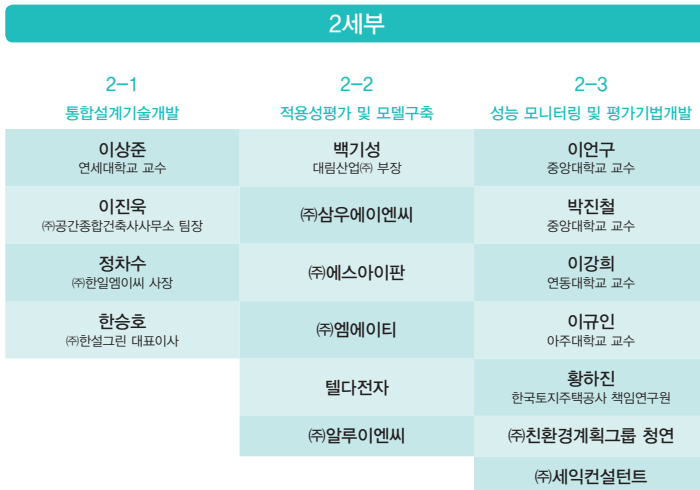 2세부
2-1
통합설계기술개발
이상준
연세대학교 교수
이진욱
㈜공간종합건축사사무소 팀장
정차수
㈜한일엠이씨 사장
한승호
㈜한설그린 대표이사
2-2
적용성평가 및 모델구축
백기성
대림산업㈜ 부장
㈜삼우에이엔씨
㈜에스아이판
㈜엠에이티
텔다전자
㈜알루이엔씨
2-3
성능 모니터링 및 평가기법개발
이언구
중앙대학교 교수
박진철
중앙대학교 교수
이강희
연동대학교 교수
이규인
아주대학교 교수
황하진
한국토지주택공사 책임연구원
㈜친환경계획그룹 청연
㈜세익컨설턴트